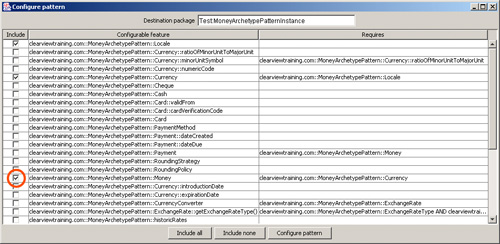 Configure pattern
Destination package Test:MoneyArchetypePatternInstance
Include Configurable feature Requires
clearviewtraining.com::MoneyArchetypePattern::Locale
clearviewtraining.com::MoneyArchetypePattern::Currency::ratioOfMinorUnitToMajorUnit
clearviewtraining.com::MoneyArchetypePattern::Currency::minorUnitSymbol clearviewtraining.com::MoneyArchetypePattern::Currency::ratioOfMinorUnitToMajorUnit
clearviewtraining.com::MoneyArchetypePattern::Currency::numericCode
clearviewtraining.com::MoneyArchetypePattern::Currency clearviewtraining.com::MoneyArchetypePattern::Locale
clearviewtraining.com::MoneyArchetypePattern::Cheque
clearviewtraining.com::MoneyArchetypePattern::Cash
clearviewtraining.com::MoneyArchetypePattern::Card::validFrom
clearviewtraining.com::MoneyArchetypePattern::Card::cardVerificationCode
clearviewtraining.com::MoneyArchetypePattern::Card
clearviewtraining.com::MoneyArchetypePattern::PaymentMethod
clearviewtraining.com::MoneyArchetypePattern::Payment::dateCreated
clearviewtraining.com::MoneyArchetypePattern::Payment::dateDue
clearviewtraining.com::MoneyArchetypePattern::Payment clearviewtraining.com::MoneyArchetypePattern::Money
clearviewtraining.com::MoneyArchetypePattern::RoundingStrategy
clearviewtraining.com::MoneyArchetypePattern::RoundingPolicy
clearviewtraining.com::MoneyArchetypePattern::Money clearviewtraining.com::MoneyArchetypePattern::Currency
clearviewtraining.com::MoneyArchetypePattern::Currency::introductionDate
clearviewtraining.com::MoneyArchetypePattern::Currency::expirationDate
clearviewtraining.com::MoneyArchetypePattern::CurrencyConverter clearviewtraining.com::MoneyArchetypePattern::ExchangeRate
clearviewtraining.com::MoneyArchetypePattern::ExchangeRate::getExchangeRateType() clearviewtraining.com::MoneyArchetypePattern::ExchangeRateType AND clearviewtrai...
clearviewtraining.com::MoneyArchetypePattern::historicRates
Include all Include none Configure pattern